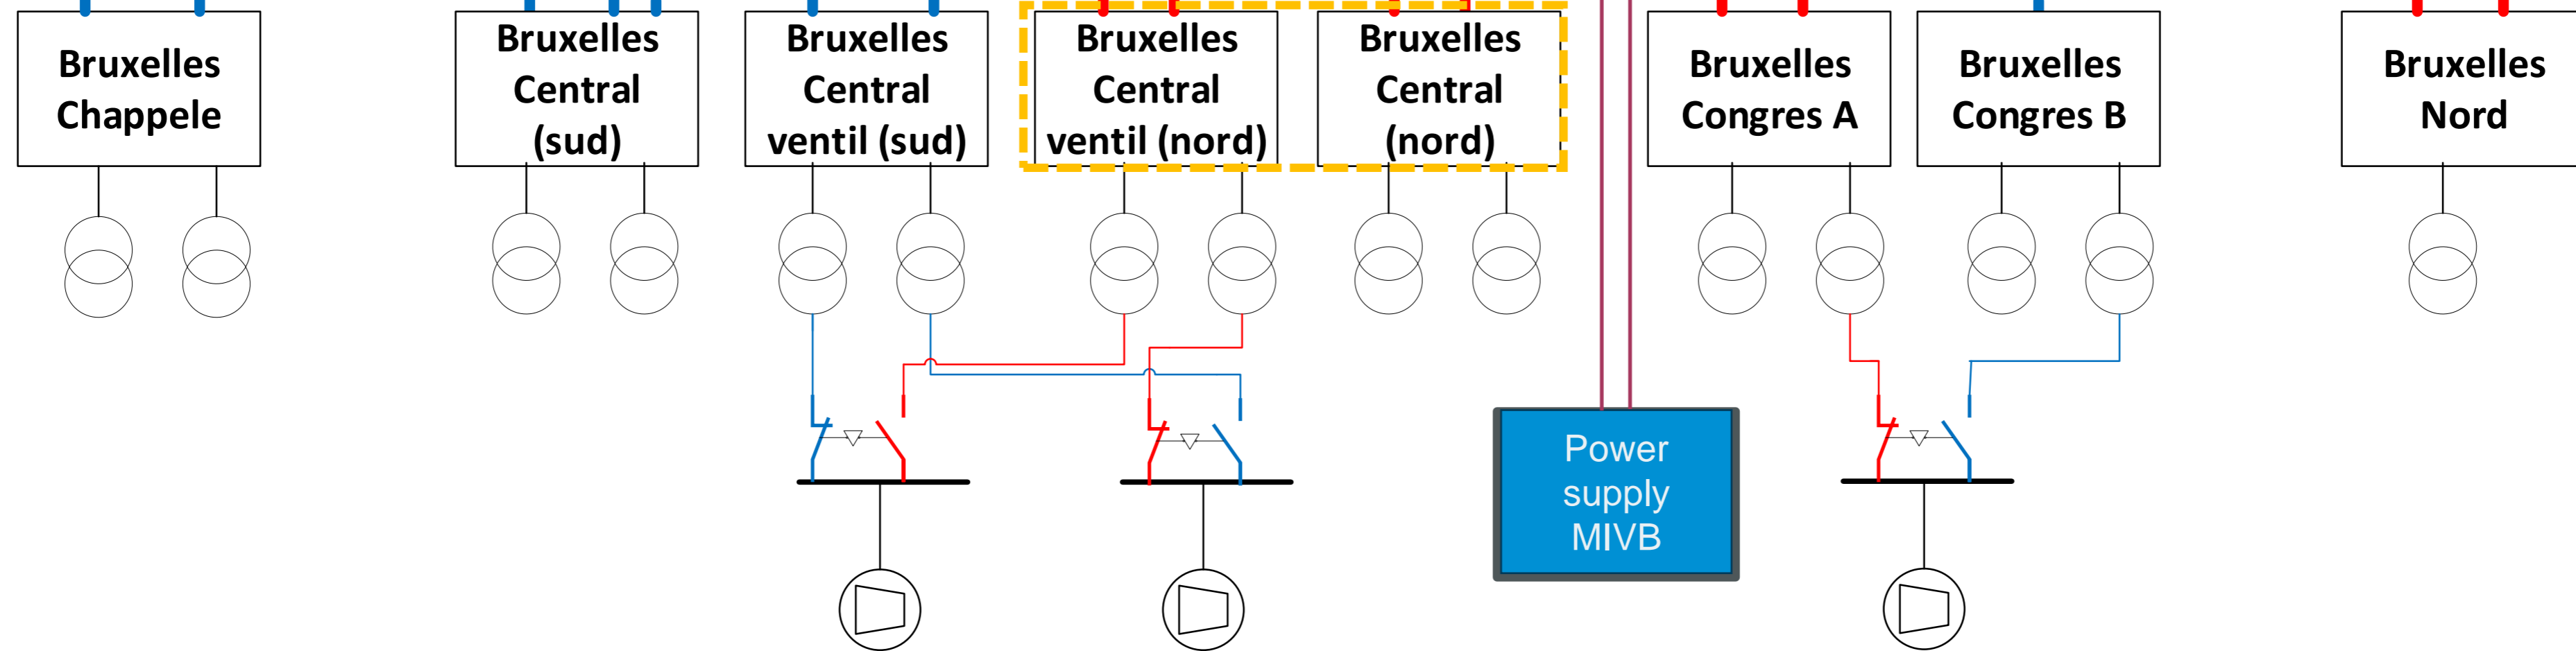 Bruxelles
Chappele
Bruxelles
Central
(sud)
Bruxelles
Central
ventil (sud)
Bruxelles
Central
ventil (nord)
Bruxelles
Central
(nord)
Bruxelles
Congres A
Bruxelles
Congres B
Bruxelles
Nord
Power
supply
MIVB